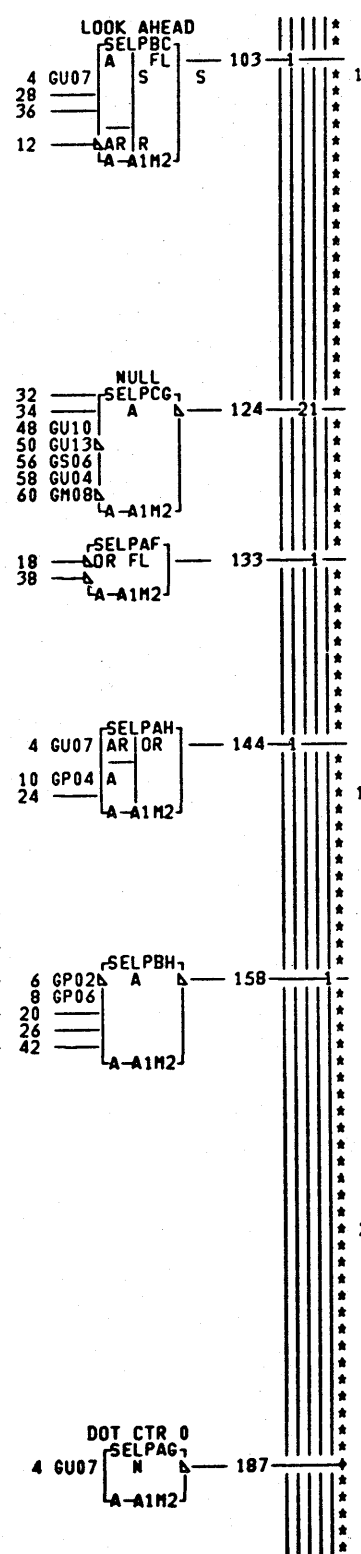 LOOK AHEAD
SELPBC
A FL 103 1
4 GU07 S S 1
28
36
12 AR R
A-A1M2
NULL
32 SELPCG
34 A 124 21
48 GU10
50 GU13
56 GS06
58 GU04
60 GM08
A-A1M2
SELPAF
18 OR FL 133 1
38
A-A1M2
SELPAH
4 GU07 AR OR 144 1
10 GP04 A
24 1
A-A1M2
SELPBH
6 GP02 A 158 1
8 GP06
20
26
42
A-A1M2
DOT CTR 0
SELPAG
4 GU07 N 187
A-A1M2